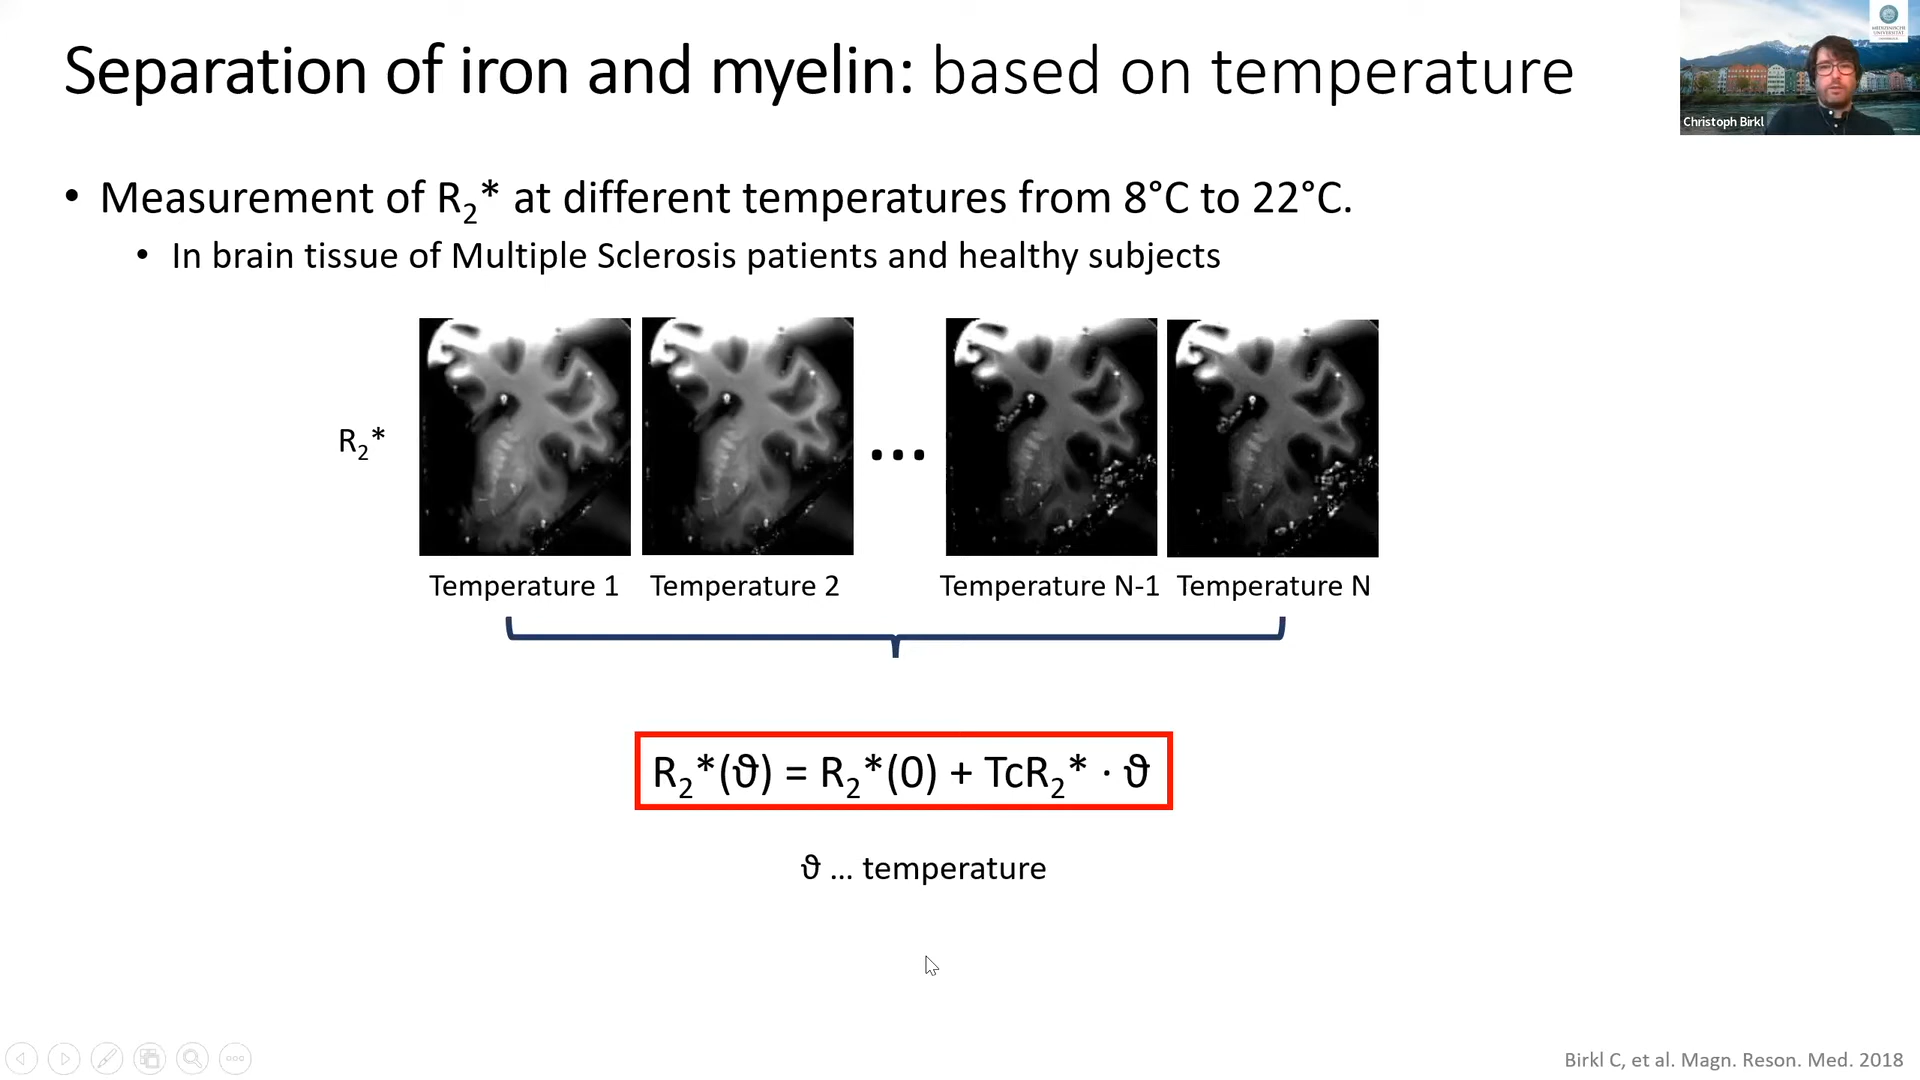 Separation of iron and myelin: based on temperature
Christoph Birkl
• Measurement of R₂* at different temperatures from 8°C to 22°C.
• In brain tissue of Multiple Sclerosis patients and healthy subjects
R₂*
...
Temperature 1 Temperature 2 Temperature N-1 Temperature N
R₂*(ϑ) = R₂*(0) + TcR₂* · ϑ
ϑ ... temperature
Birkl C, et al. Magn. Reson. Med. 2018